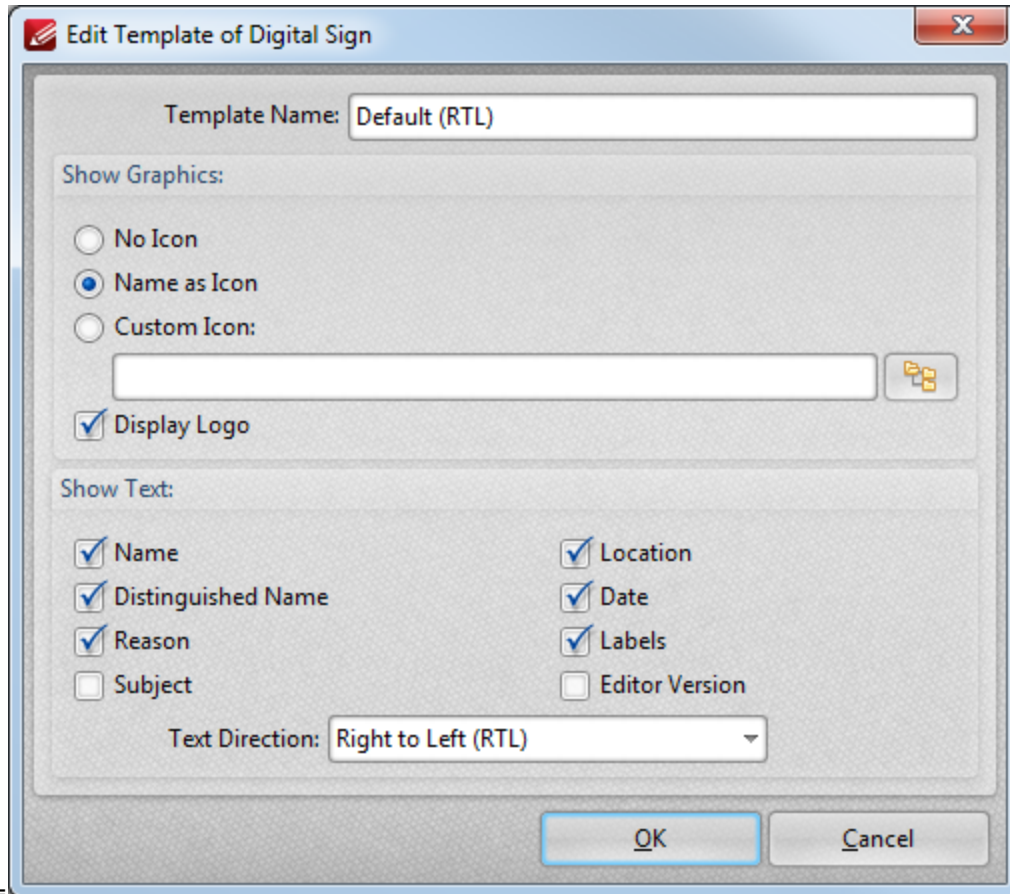 Edit Template of Digital Sign
Template Name: Default (RTL)
Show Graphics:
No Icon
Name as Icon
Custom Icon:
Display Logo
Show Text:
Name
Location
Distinguished Name
Date
Reason
Labels
Subject
Editor Version
Text Direction: Right to Left (RTL)
OK
Cancel